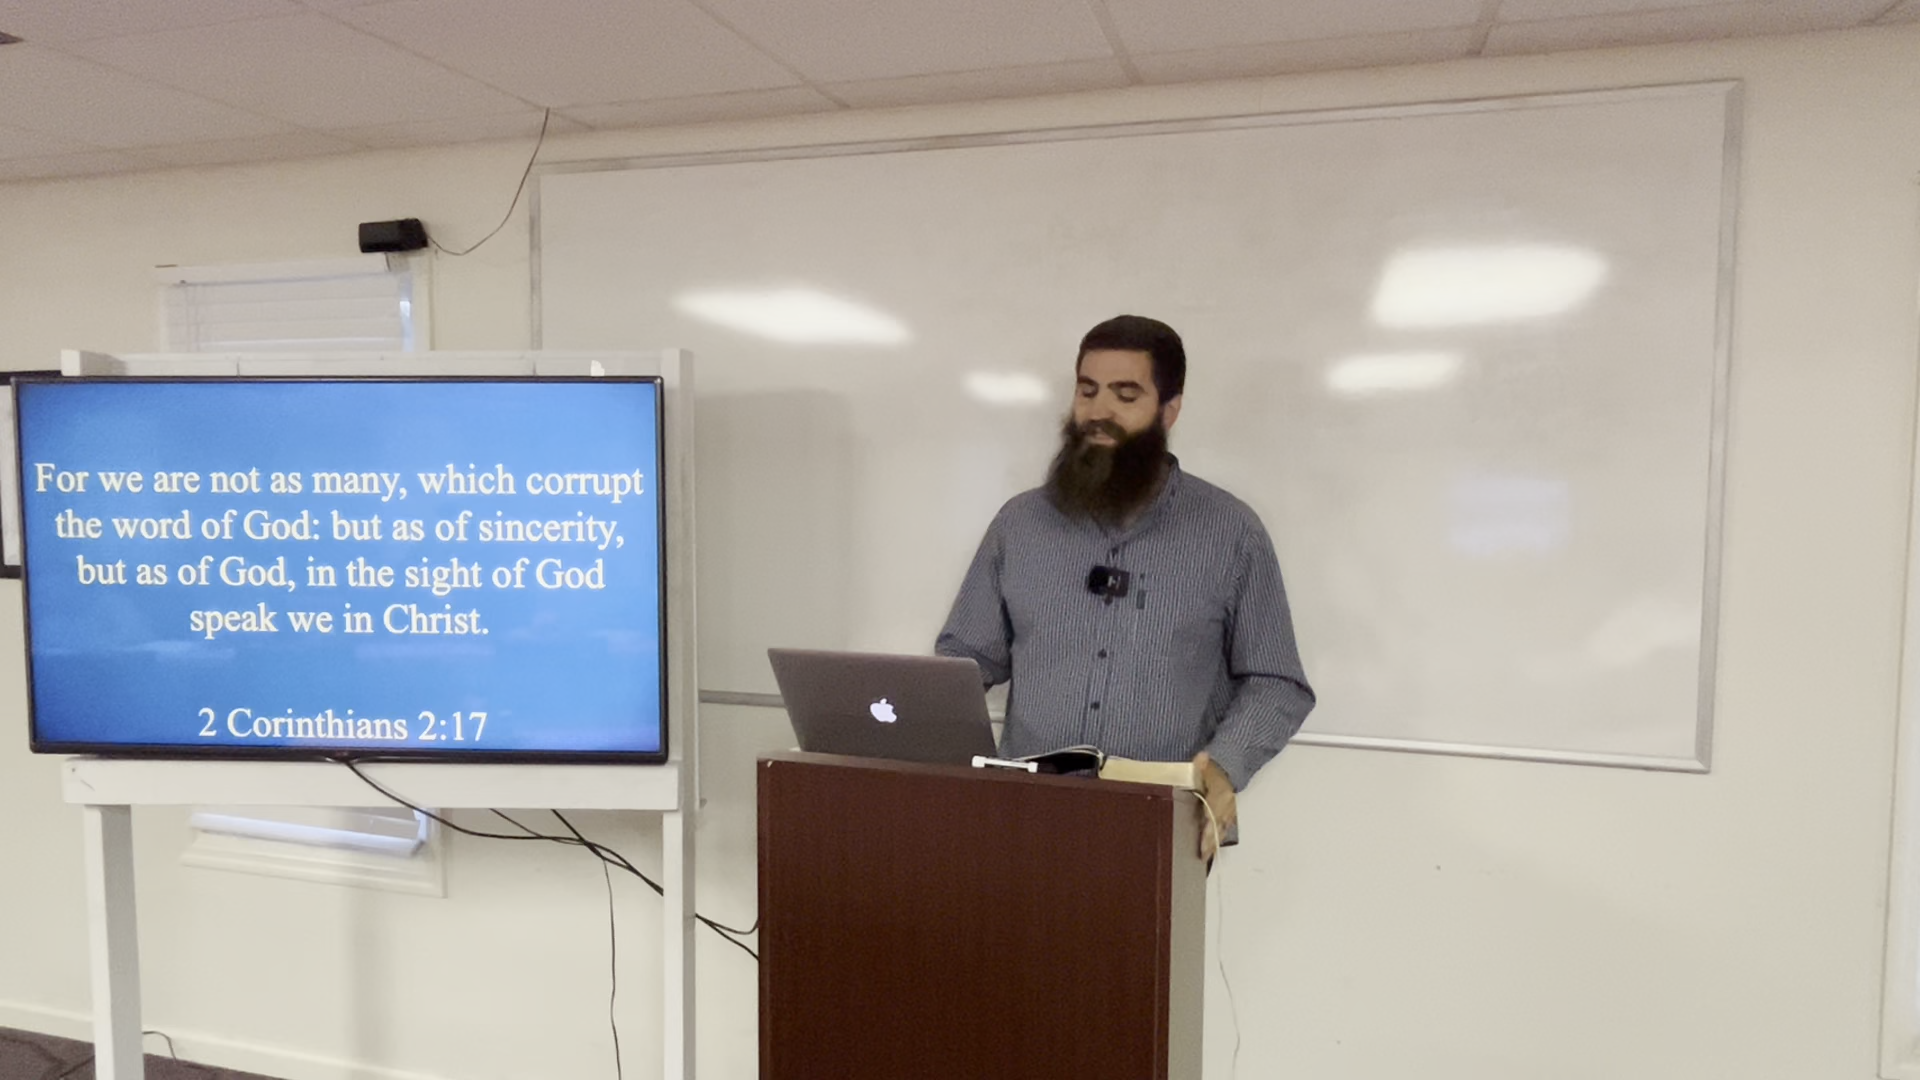 For we are not as many, which corrupt
the word of God: but as of sincerity,
but as of God, in the sight of God
speak we in Christ.
2 Corinthians 2:17